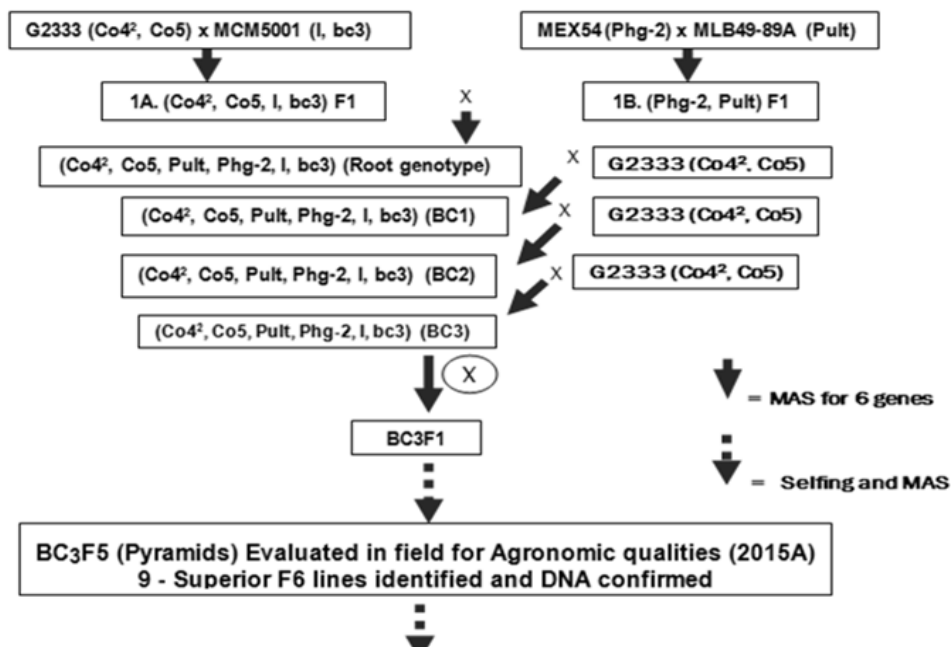 G2333 (Co4², Co5) x MCM5001 (I, bc3)
MEX54 (Phg-2) x MLB49-89A (Pult)
1A. (Co4², Co5, I, bc3) F1
X
1B. (Phg-2, Pult) F1
(Co4², Co5, Pult, Phg-2, I, bc3) (Root genotype)
X
G2333 (Co4², Co5)
(Co4², Co5, Pult, Phg-2, I, bc3) (BC1)
X
G2333 (Co4², Co5)
(Co4², Co5, Pult, Phg-2, I, bc3) (BC2)
X
G2333 (Co4², Co5)
(Co4², Co5, Pult, Phg-2, I, bc3) (BC3)
X
= MAS for 6 genes
BC3F1
= Selfing and MAS
BC₃F5 (Pyramids) Evaluated in field for Agronomic qualities (2015A)
9 - Superior F6 lines identified and DNA confirmed